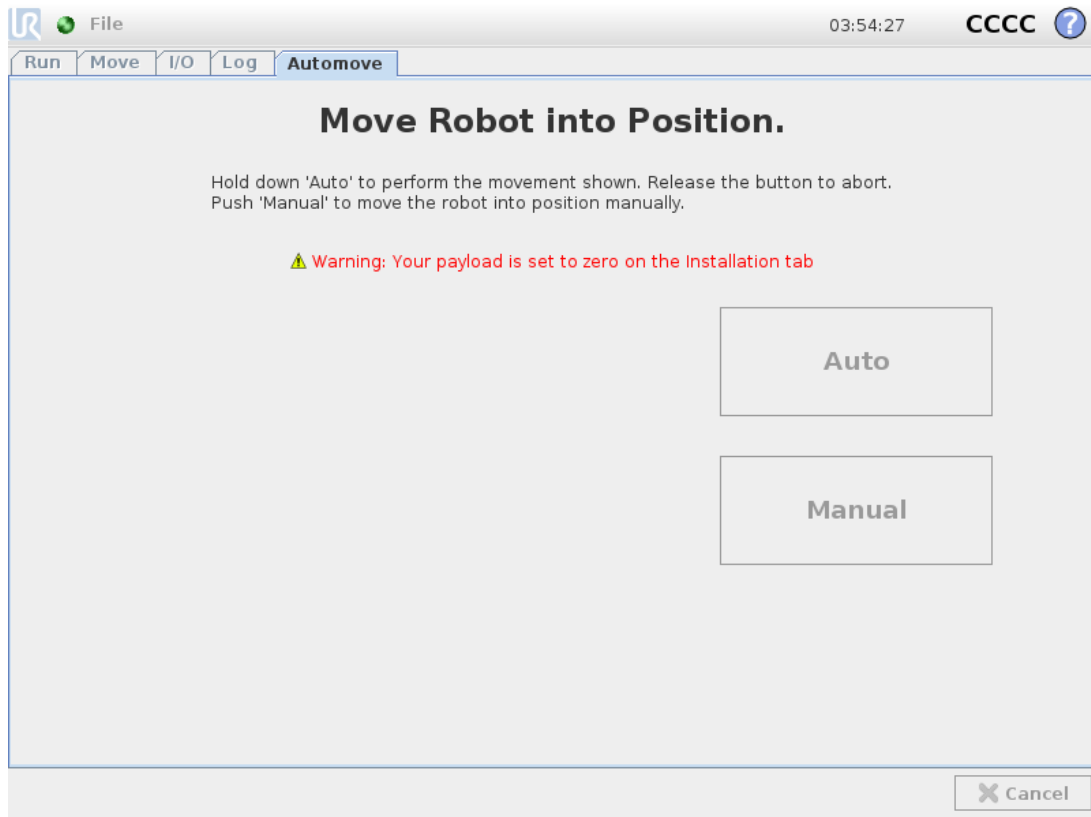 UR File 03:54:27 CCCC ?
Run Move I/O Log Automove
Move Robot into Position.
Hold down 'Auto' to perform the movement shown. Release the button to abort.
Push 'Manual' to move the robot into position manually.
Warning: Your payload is set to zero on the Installation tab
Auto
Manual
Cancel